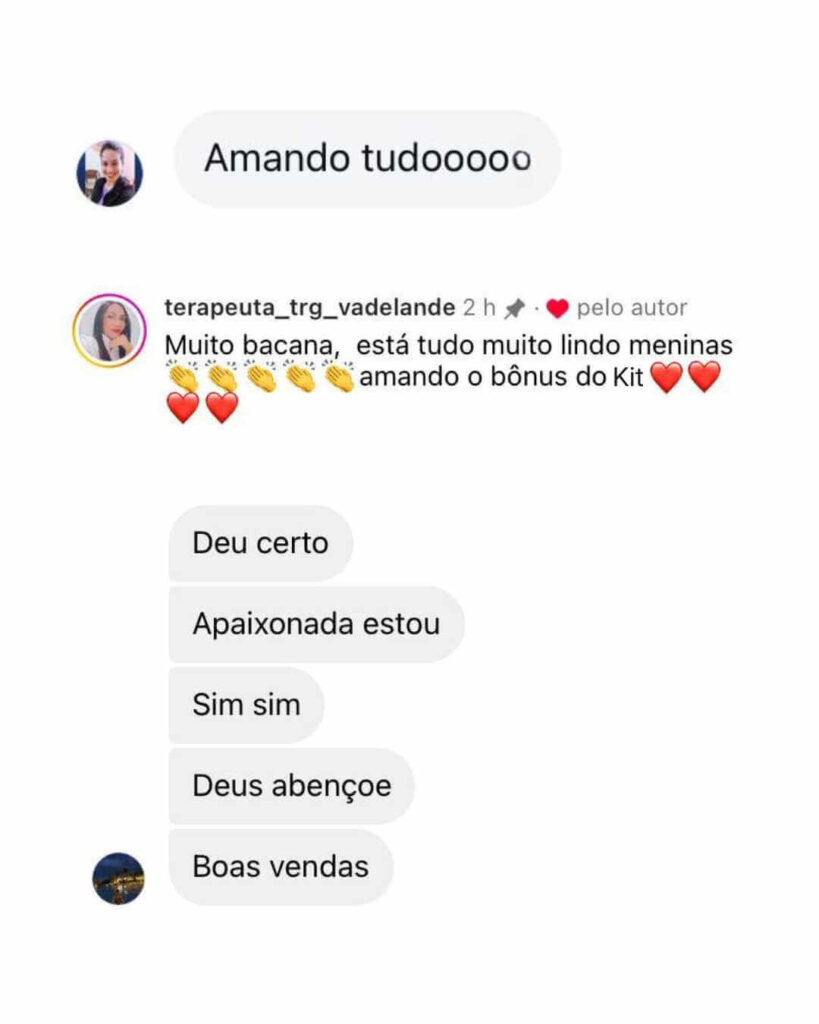 Amando tudooooo
terapeuta_trg_vadelande 2 h 📌 · ❤️ pelo autor
Muito bacana,  está tudo muito lindo meninas
👏👏👏👏👏amando o bônus do Kit❤️❤️
❤️❤️
Deu certo
Apaixonada estou
Sim sim
Deus abençoe
Boas vendas